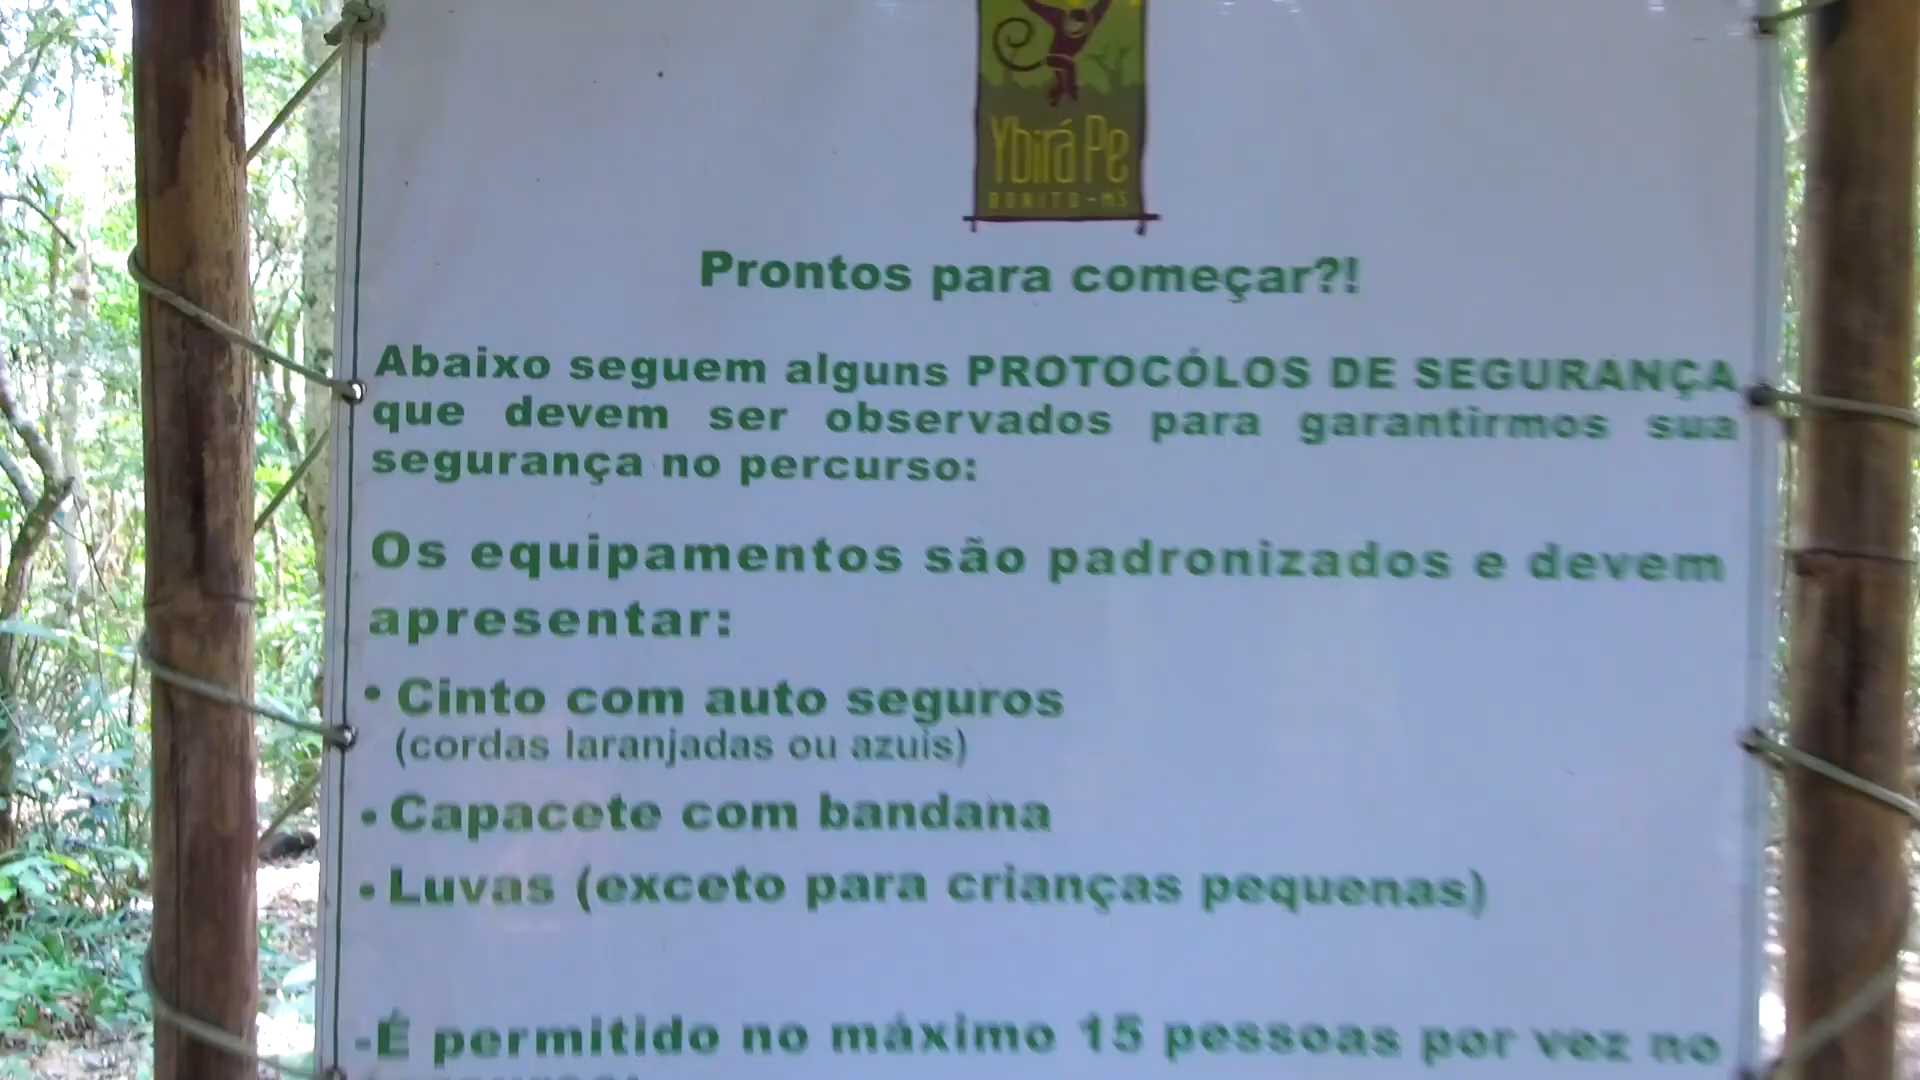 Ybirá Pe
BONITO-MS
Prontos para começar?!
Abaixo seguem alguns PROTOCÓLOS DE SEGURANÇA
que devem ser observados para garantirmos sua
segurança no percurso:
Os equipamentos são padronizados e devem
apresentar:
• Cinto com auto seguros
(cordas laranjadas ou azuis)
• Capacete com bandana
• Luvas (exceto para crianças pequenas)
-É permitido no máximo 15 pessoas por vez no